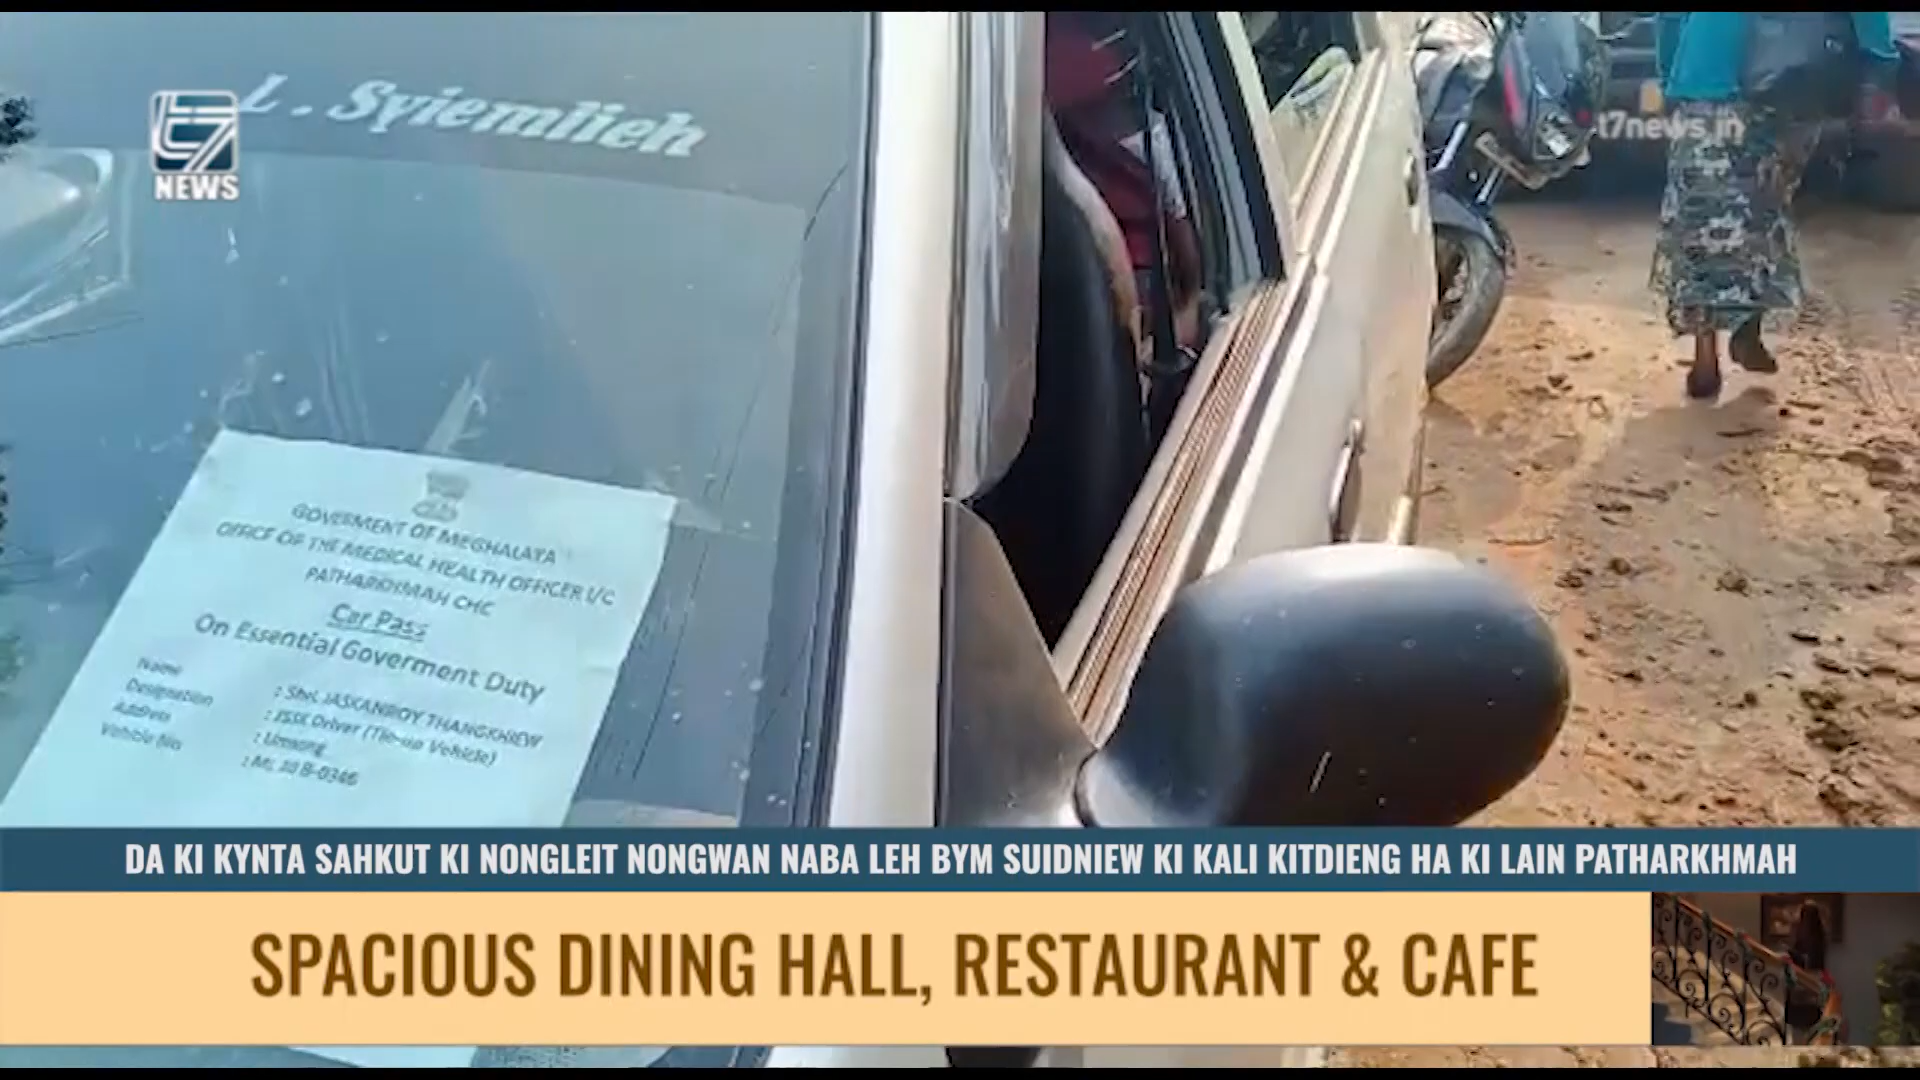 L. Syiemlieh
T7
NEWS
t7news.in
GOVERMENT OF MEGHALAYA
OFFICE OF THE MEDICAL HEALTH OFFICER I/C
PATHARKHMAH CHC
Car Pass
On Essential Goverment Duty
Name : Shri. JASKANROY THANGKHIEW
Designation : JSSK Driver (Tie-up Vehicle)
Address : Umsong
Vehicle No :
DA KI KYNTA SAHKUT KI NONGLEIT NONGWAN NABA LEH BYM SUIDNIEW KI KALI KITDIENG HA KI LAIN PATHARKHMAH
SPACIOUS DINING HALL, RESTAURANT & CAFE